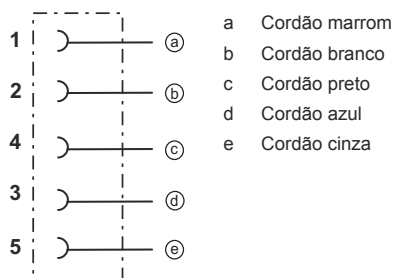 1 a
2 b
4 c
3 d
5 e
a Cordão marrom
b Cordão branco
c Cordão preto
d Cordão azul
e Cordão cinza